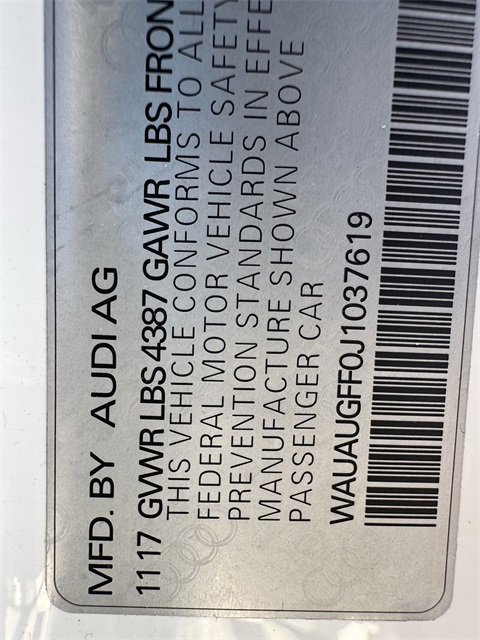 MFD. BY AUDI AG
1117 GVWR LBS 4387 GAWR LBS FRON
THIS VEHICLE CONFORMS TO ALL
FEDERAL MOTOR VEHICLE SAFETY
PREVENTION STANDARDS IN EFFE
MANUFACTURE SHOWN ABOVE
PASSENGER CAR
WAUAUGFF0J1037619